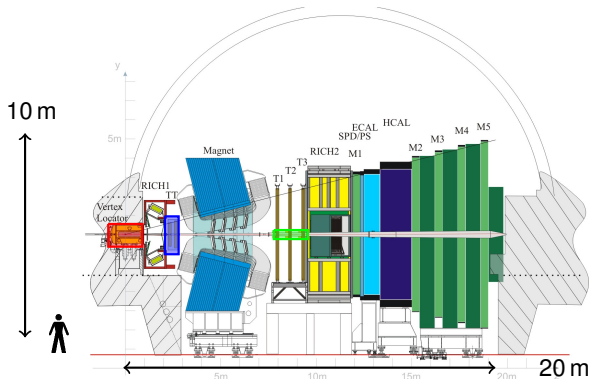 y
10 m
5m
Vertex
Locator
RICH1
TT
Magnet
T1
T2
T3
RICH2
SPD/PS
ECAL
HCAL
M1
M2
M3
M4
M5
5m
10m
15m
20m
20 m